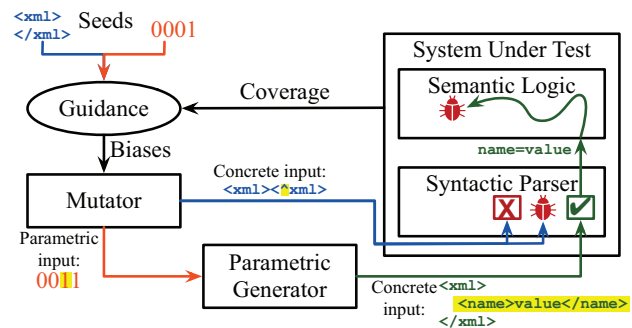 <xml>
</xml>
Seeds
0001
System Under Test
Semantic Logic
Guidance
Coverage
Biases
name=value
Concrete input:
<xml><^xml>
Mutator
Syntactic Parser
X
✔
Parametric
input:
0011
Parametric
Generator
Concrete
input:
<xml>
<name>value</name>
</xml>